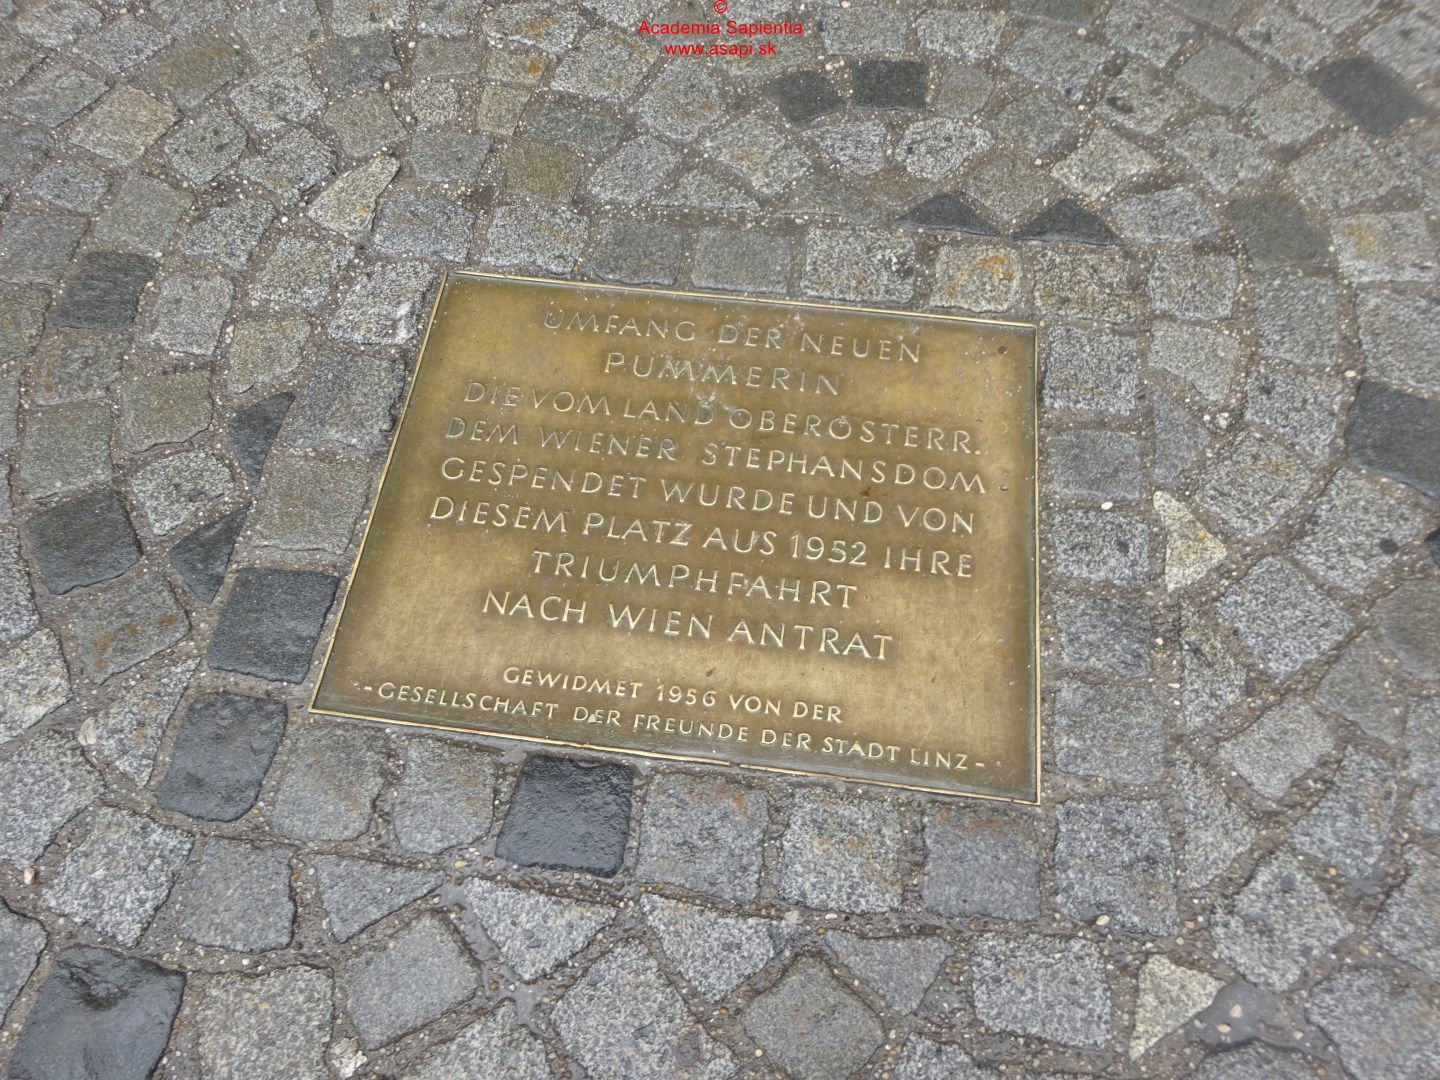 ©
Academia Sapientia
www.asapi.sk
UMFANG DER NEUEN
PUMMERIN
DIE VOM LAND OBERÖSTERR.
DEM WIENER STEPHANSDOM
GESPENDET WURDE UND VON
DIESEM PLATZ AUS 1952 IHRE
TRIUMPHFAHRT
NACH WIEN ANTRAT
GEWIDMET 1956 VON DER
-GESELLSCHAFT DER FREUNDE DER STADT LINZ-